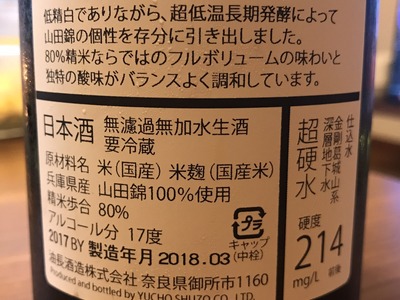 低精白でありながら、超低温長期発酵によって
山田錦の個性を存分に引き出しました。
80%精米ならではのフルボリュームの味わいと
独特の酸味がバランスよく調和しています。
日本酒 無濾過無加水生酒
要冷蔵
原材料名 米(国産) 米麹(国産米)
兵庫県産 山田錦100%使用
精米歩合 80%
アルコール分 17度
2017 BY 製造年月 2018.03
油長酒造株式会社 奈良県御所市1160
Produced and bottled by YUCHO SHUZO CO. LTD.
プラ
キャップ
(中栓)
仕込水
金剛葛城山系
深層地下水
超硬水
硬度
214
mg/L 前後